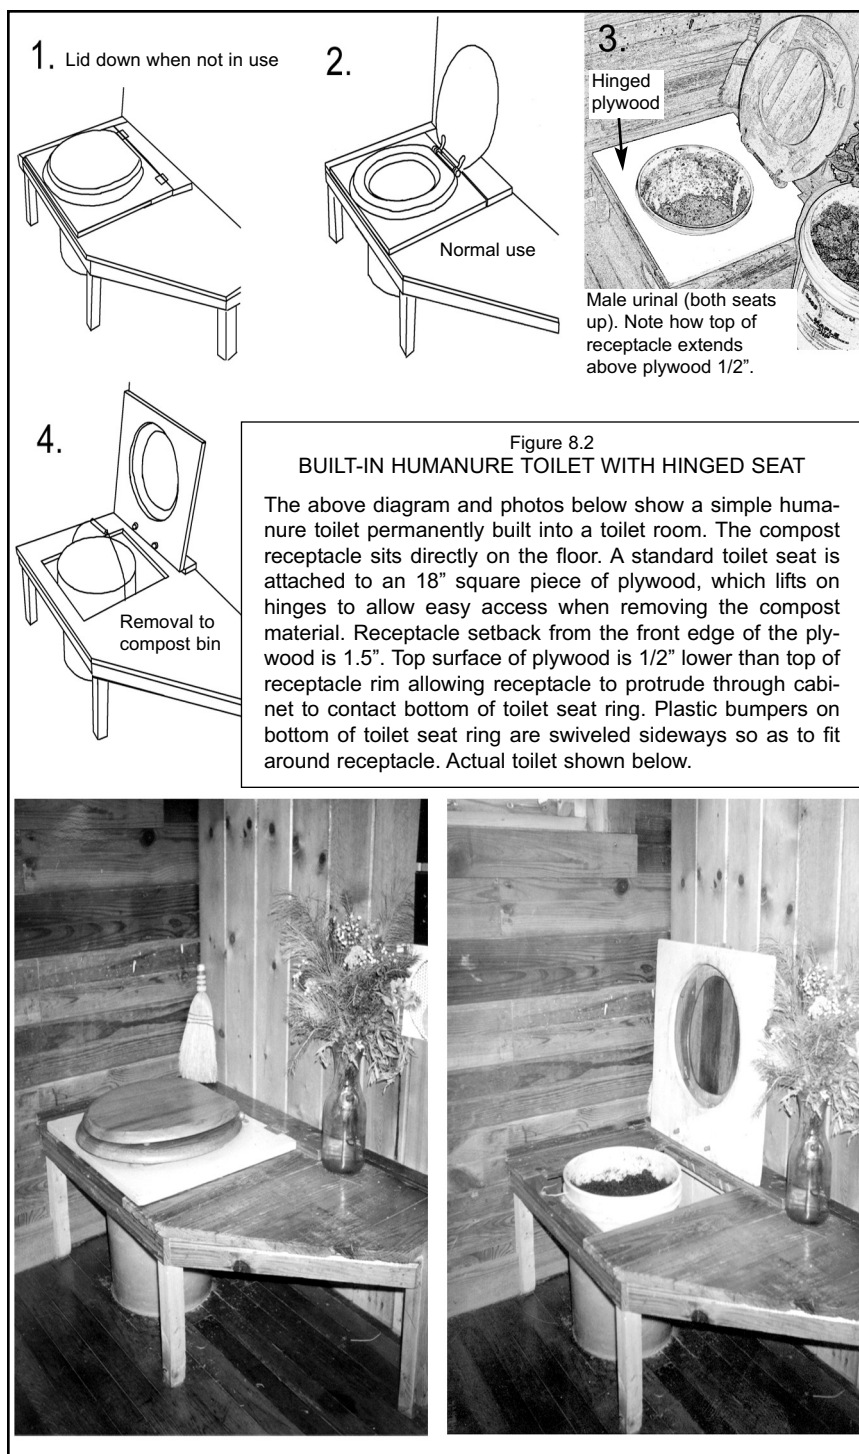 1. Lid down when not in use
2.
Normal use
3.
Hinged
plywood
MAPLE
Male urinal (both seats
up). Note how top of
receptacle extends
above plywood 1/2”.
4.
Removal to
compost bin
Figure 8.2
BUILT-IN HUMANURE TOILET WITH HINGED SEAT
The above diagram and photos below show a simple huma-
nure toilet permanently built into a toilet room. The compost
receptacle sits directly on the floor. A standard toilet seat is
attached to an 18” square piece of plywood, which lifts on
hinges to allow easy access when removing the compost
material. Receptacle setback from the front edge of the ply-
wood is 1.5”. Top surface of plywood is 1/2” lower than top of
receptacle rim allowing receptacle to protrude through cabi-
net to contact bottom of toilet seat ring. Plastic bumpers on
bottom of toilet seat ring are swiveled sideways so as to fit
around receptacle. Actual toilet shown below.